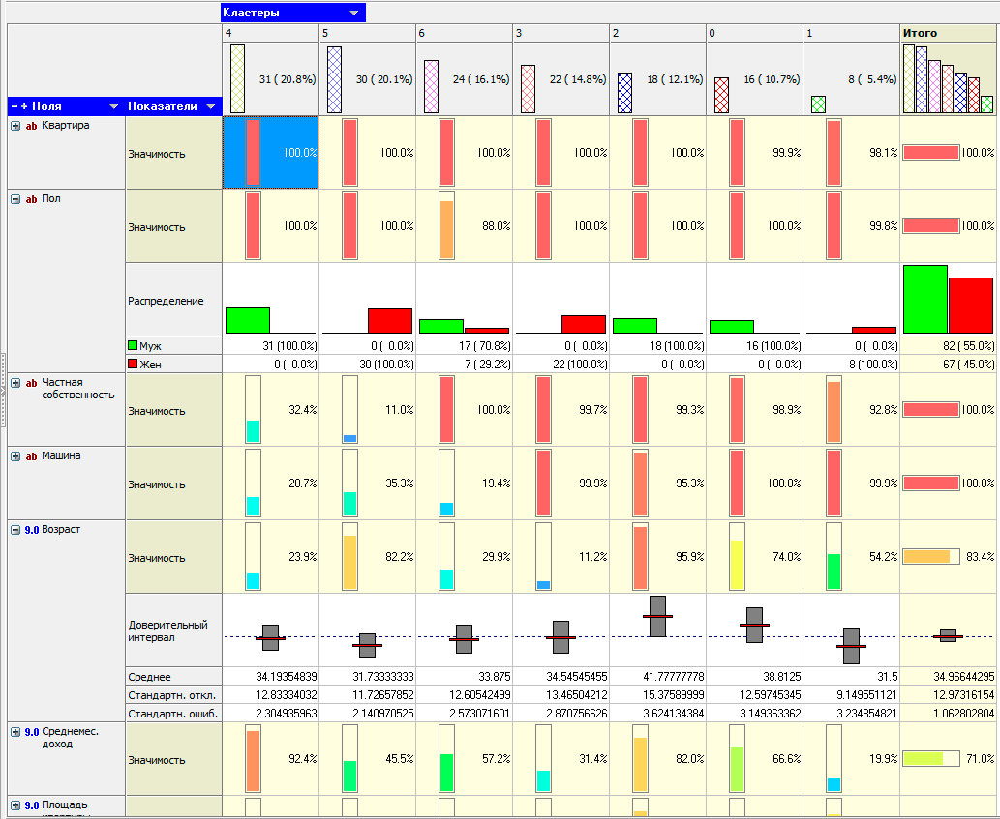 Кластеры
4 5 6 3 2 0 1 Итого
31 ( 20.8%) 30 ( 20.1%) 24 ( 16.1%) 22 ( 14.8%) 18 ( 12.1%) 16 ( 10.7%) 8 ( 5.4%)
− + Поля Показатели
ab Квартира
Значимость 100.0% 100.0% 100.0% 100.0% 100.0% 99.9% 98.1% 100.0%
ab Пол
Значимость 100.0% 100.0% 88.0% 100.0% 100.0% 100.0% 99.8% 100.0%
Распределение
Муж 31 (100.0%) 0 ( 0.0%) 17 ( 70.8%) 0 ( 0.0%) 18 (100.0%) 16 (100.0%) 0 ( 0.0%) 82 ( 55.0%)
Жен 0 ( 0.0%) 30 (100.0%) 7 ( 29.2%) 22 (100.0%) 0 ( 0.0%) 0 ( 0.0%) 8 (100.0%) 67 ( 45.0%)
ab Частная
собственность
Значимость 32.4% 11.0% 100.0% 99.7% 99.3% 98.9% 92.8% 100.0%
ab Машина
Значимость 28.7% 35.3% 19.4% 99.9% 95.3% 100.0% 99.9% 100.0%
9.0 Возраст
Значимость 23.9% 82.2% 29.9% 11.2% 95.9% 74.0% 54.2% 83.4%
Доверительный
интервал
Среднее 34.19354839 31.73333333 33.875 34.54545455 41.77777778 38.8125 31.5 34.96644295
Стандартн. откл. 12.83334032 11.72657852 12.60542499 13.46504212 15.37589999 12.59745345 9.149551121 12.97316154
Стандартн. ошиб. 2.304935963 2.140970525 2.573071601 2.870756626 3.624134384 3.149363362 3.234854821 1.062802804
9.0 Среднемес.
доход
Значимость 92.4% 45.5% 57.2% 31.4% 82.0% 66.6% 19.9% 71.0%
9.0 Площадь